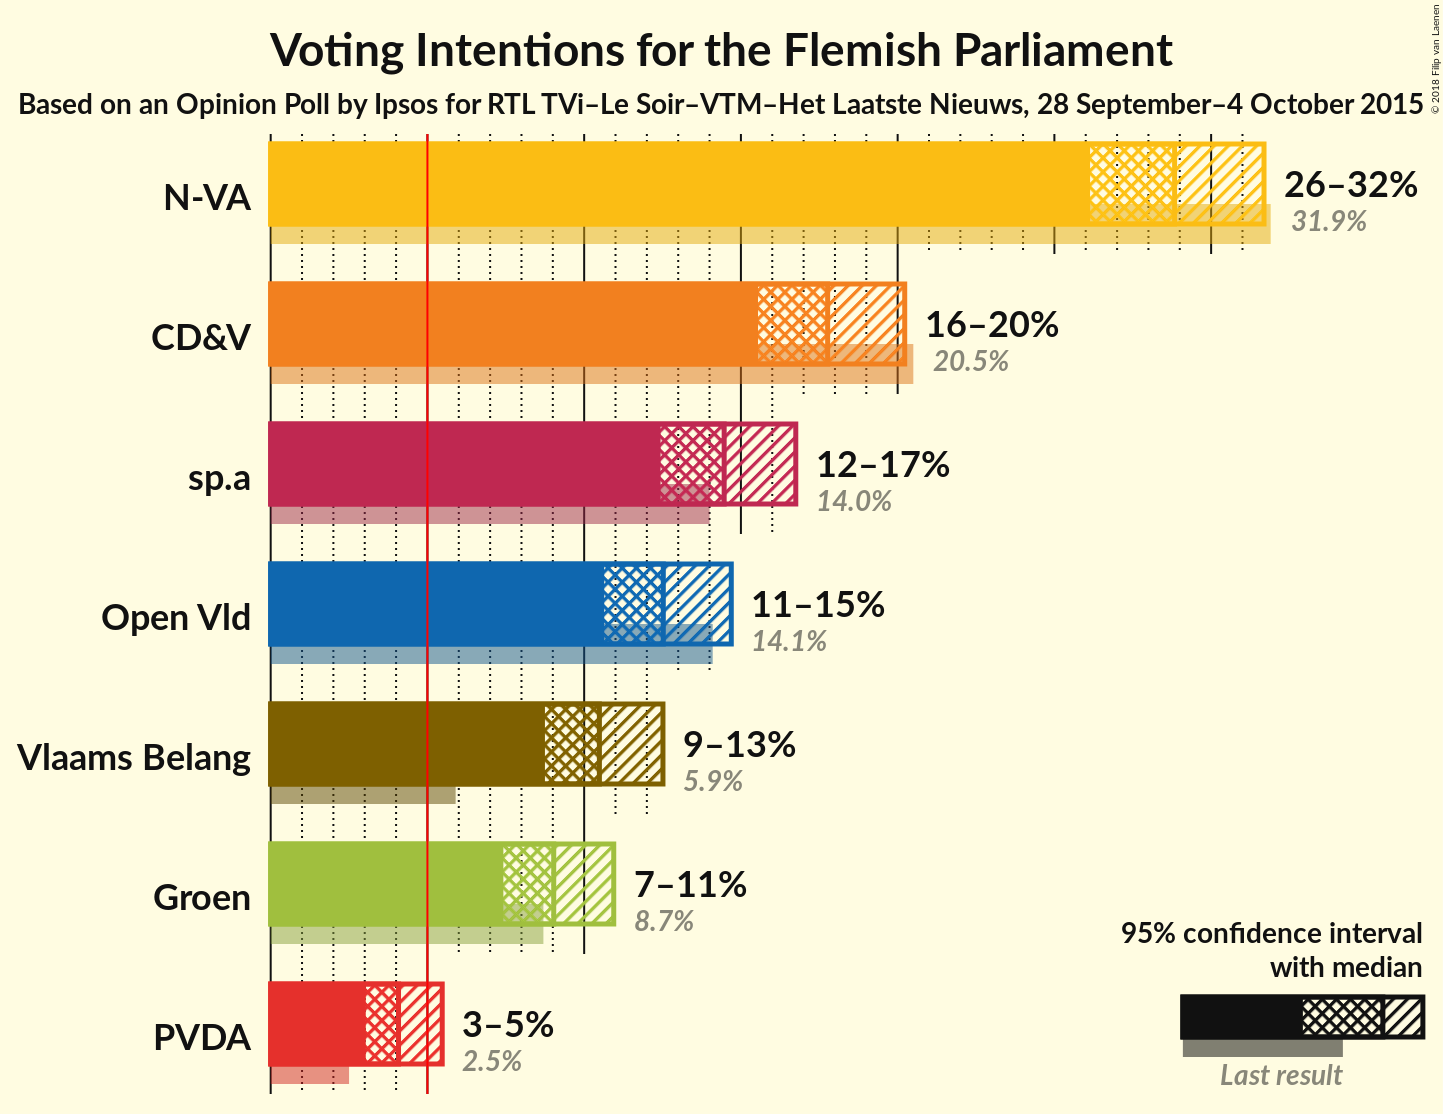 Voting Intentions for the Flemish Parliament
Based on an Opinion Poll by Ipsos for RTL TVi–Le Soir–VTM–Het Laatste Nieuws, 28 September–4 October 2015
© 2018 Filip van Laenen
N-VA
26–32%
31.9%
CD&V
16–20%
20.5%
sp.a
12–17%
14.0%
Open Vld
11–15%
14.1%
Vlaams Belang
9–13%
5.9%
Groen
7–11%
8.7%
PVDA
3–5%
2.5%
95% confidence interval
with median
Last result